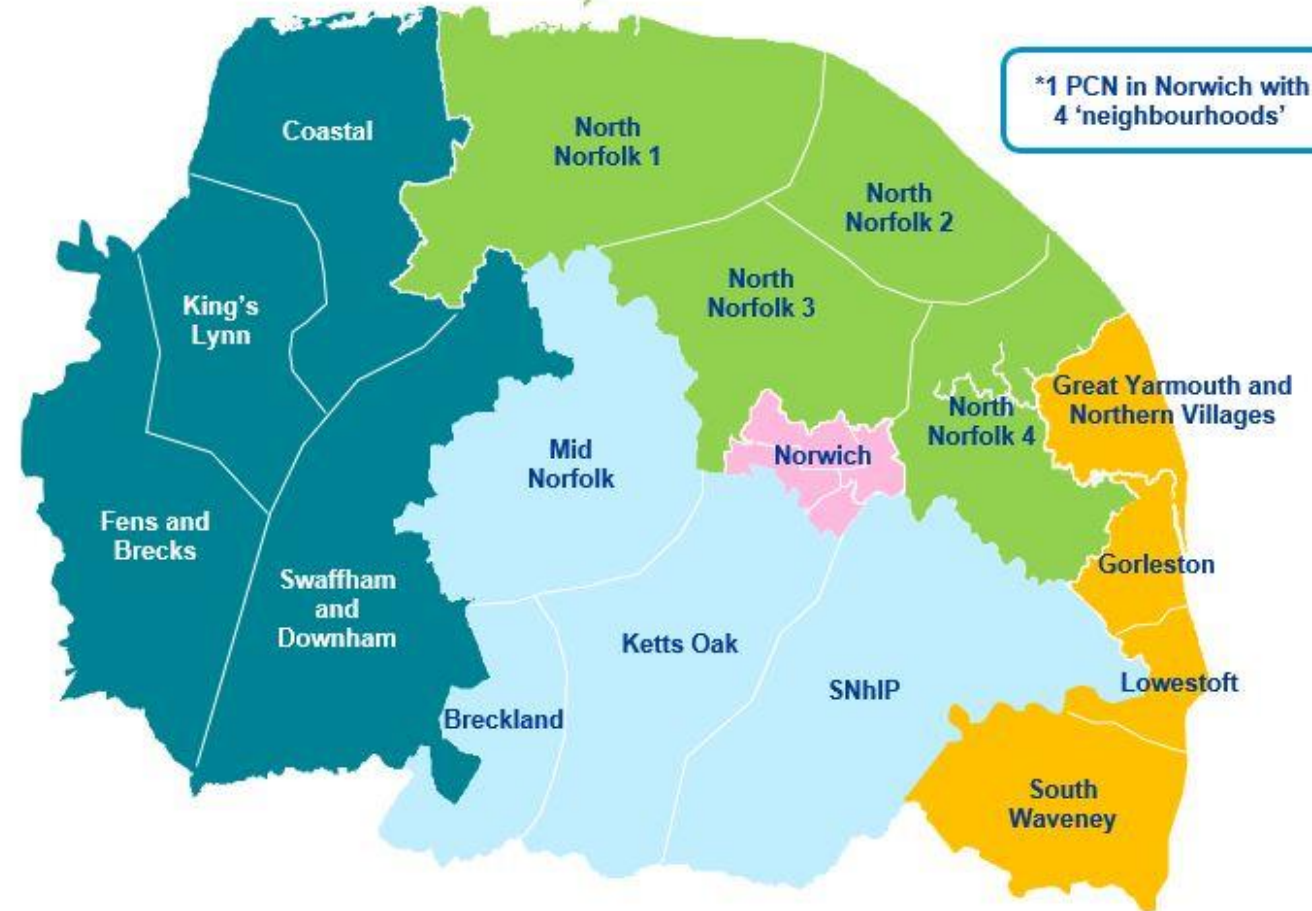 *1 PCN in Norwich with
4 ‘neighbourhoods’
Coastal
North
Norfolk 1
North
Norfolk 2
King’s
Lynn
North
Norfolk 3
Great Yarmouth and
Northern Villages
North
Norfolk 4
Mid
Norfolk
Norwich
Fens and
Brecks
Gorleston
Swaffham
and
Downham
Ketts Oak
SNhIP
Lowestoft
Breckland
South
Waveney